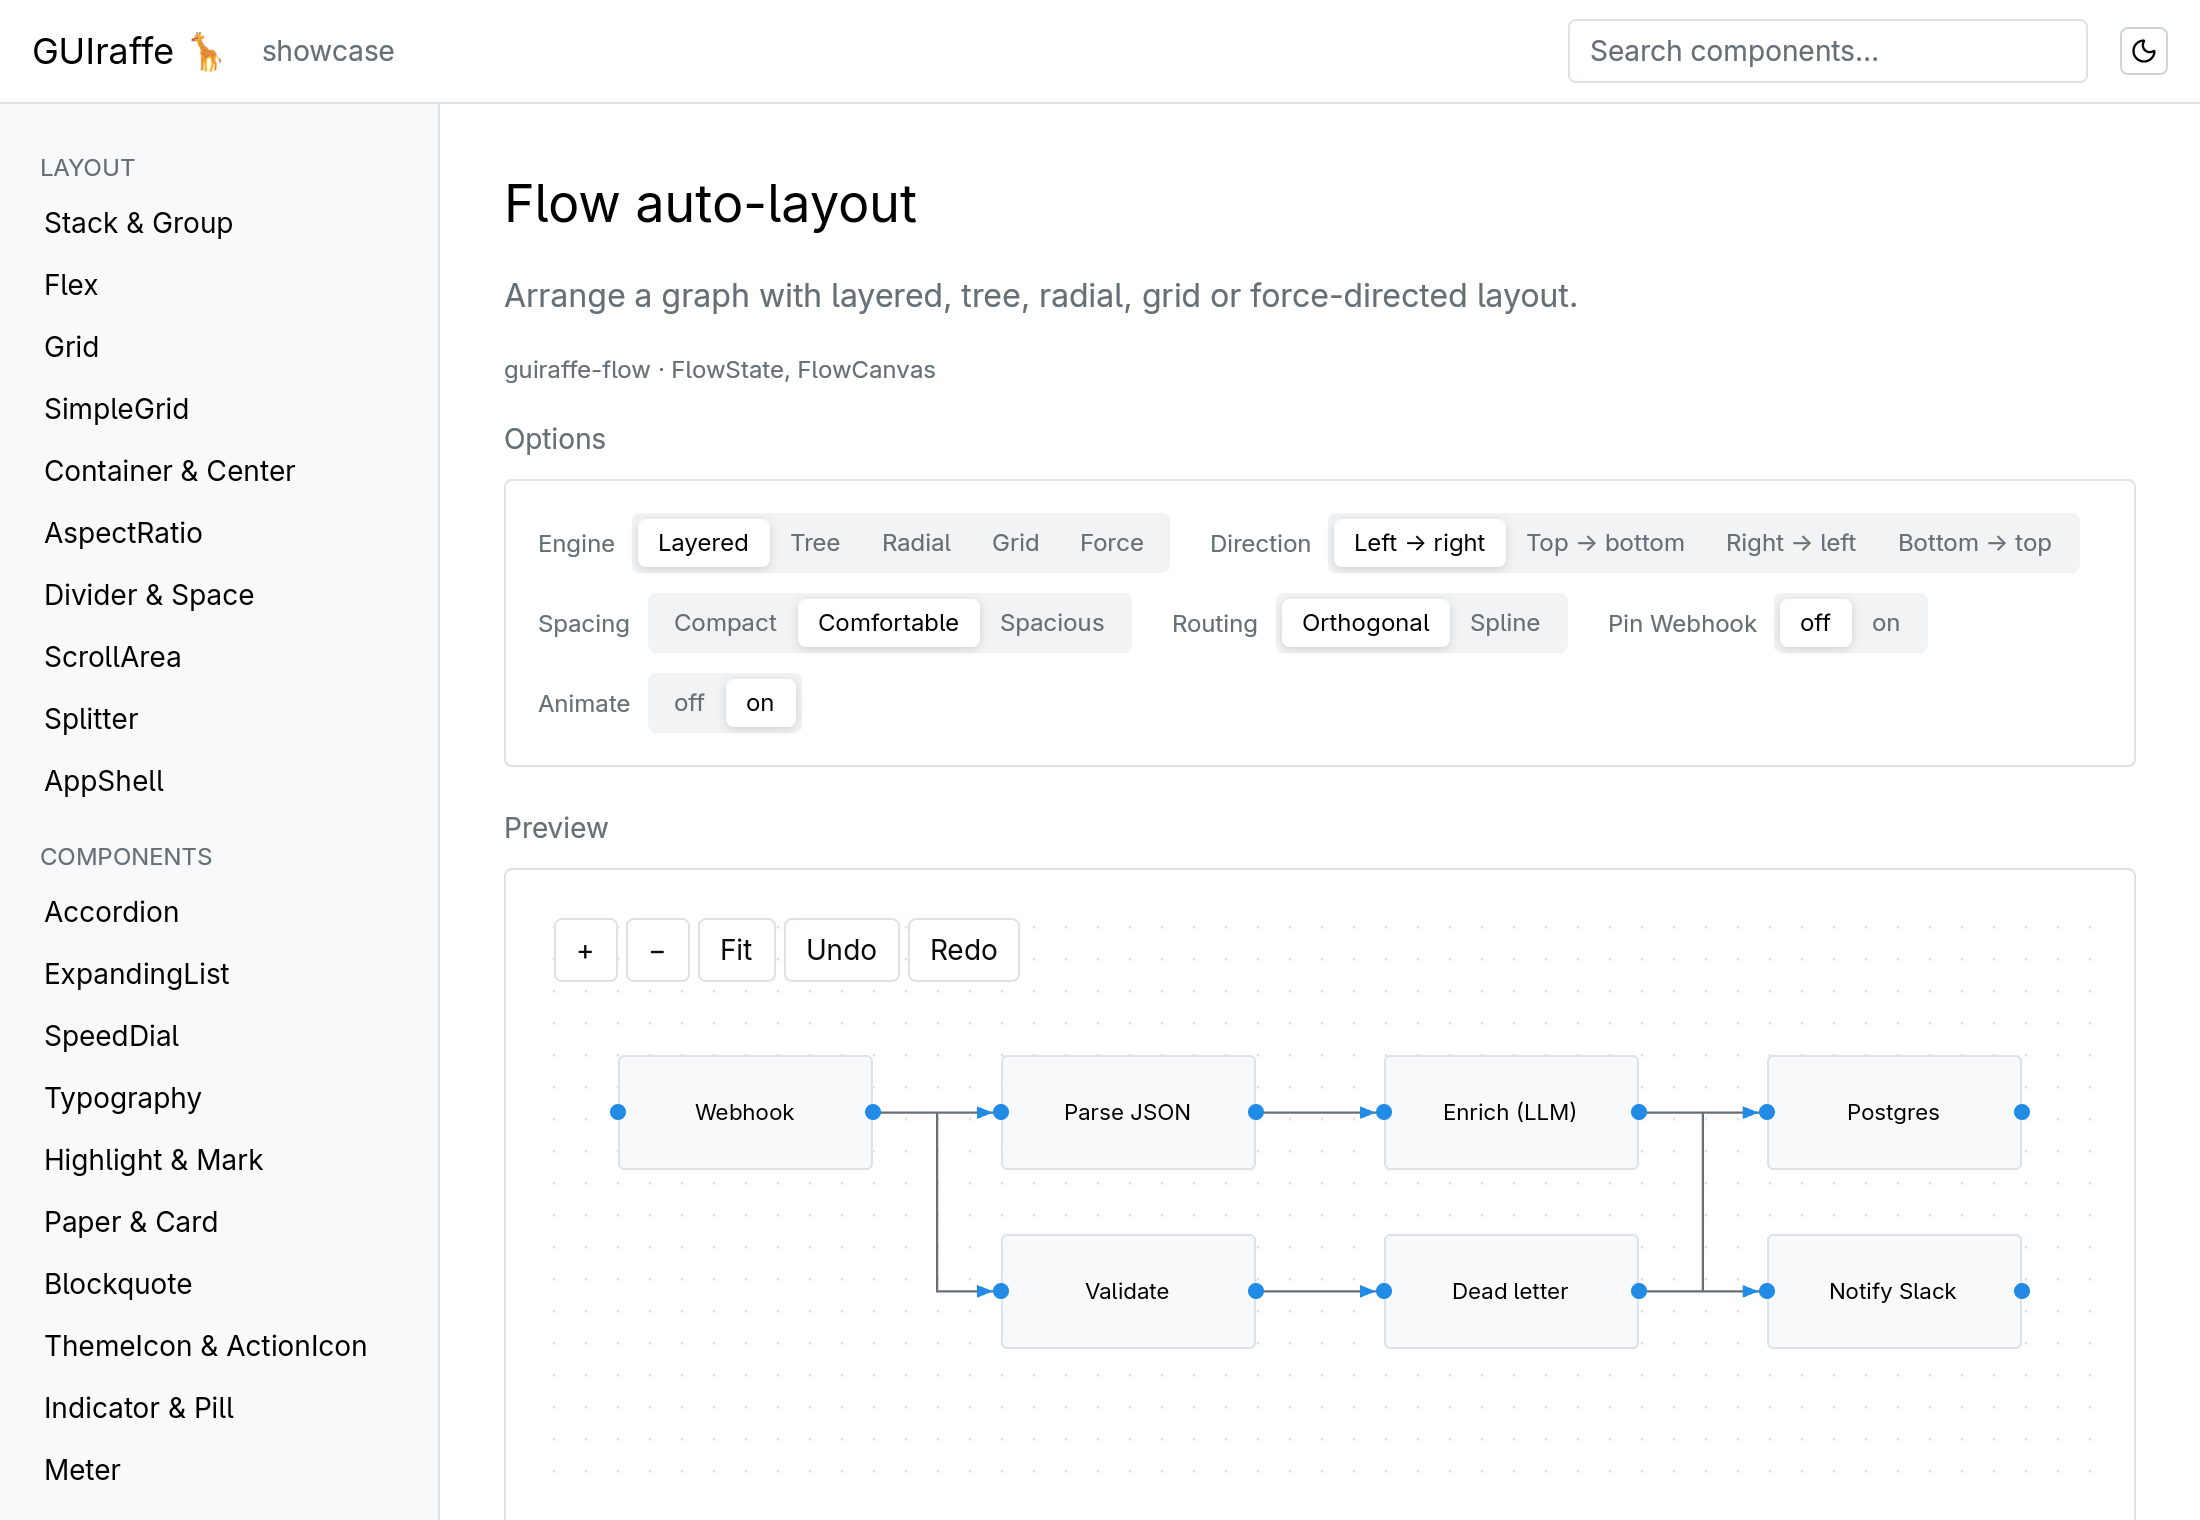 GUIraffe 🦒 showcase
Search components...
LAYOUT
Stack & Group
Flex
Grid
SimpleGrid
Container & Center
AspectRatio
Divider & Space
ScrollArea
Splitter
AppShell
COMPONENTS
Accordion
ExpandingList
SpeedDial
Typography
Highlight & Mark
Paper & Card
Blockquote
ThemeIcon & ActionIcon
Indicator & Pill
Meter
Flow auto-layout
Arrange a graph with layered, tree, radial, grid or force-directed layout.
guiraffe-flow · FlowState, FlowCanvas
Options
Engine Layered Tree Radial Grid Force Direction Left → right Top → bottom Right → left Bottom → top
Spacing Compact Comfortable Spacious Routing Orthogonal Spline Pin Webhook off on
Animate off on
Preview
+ − Fit Undo Redo
Webhook Parse JSON Enrich (LLM) Postgres
Validate Dead letter Notify Slack